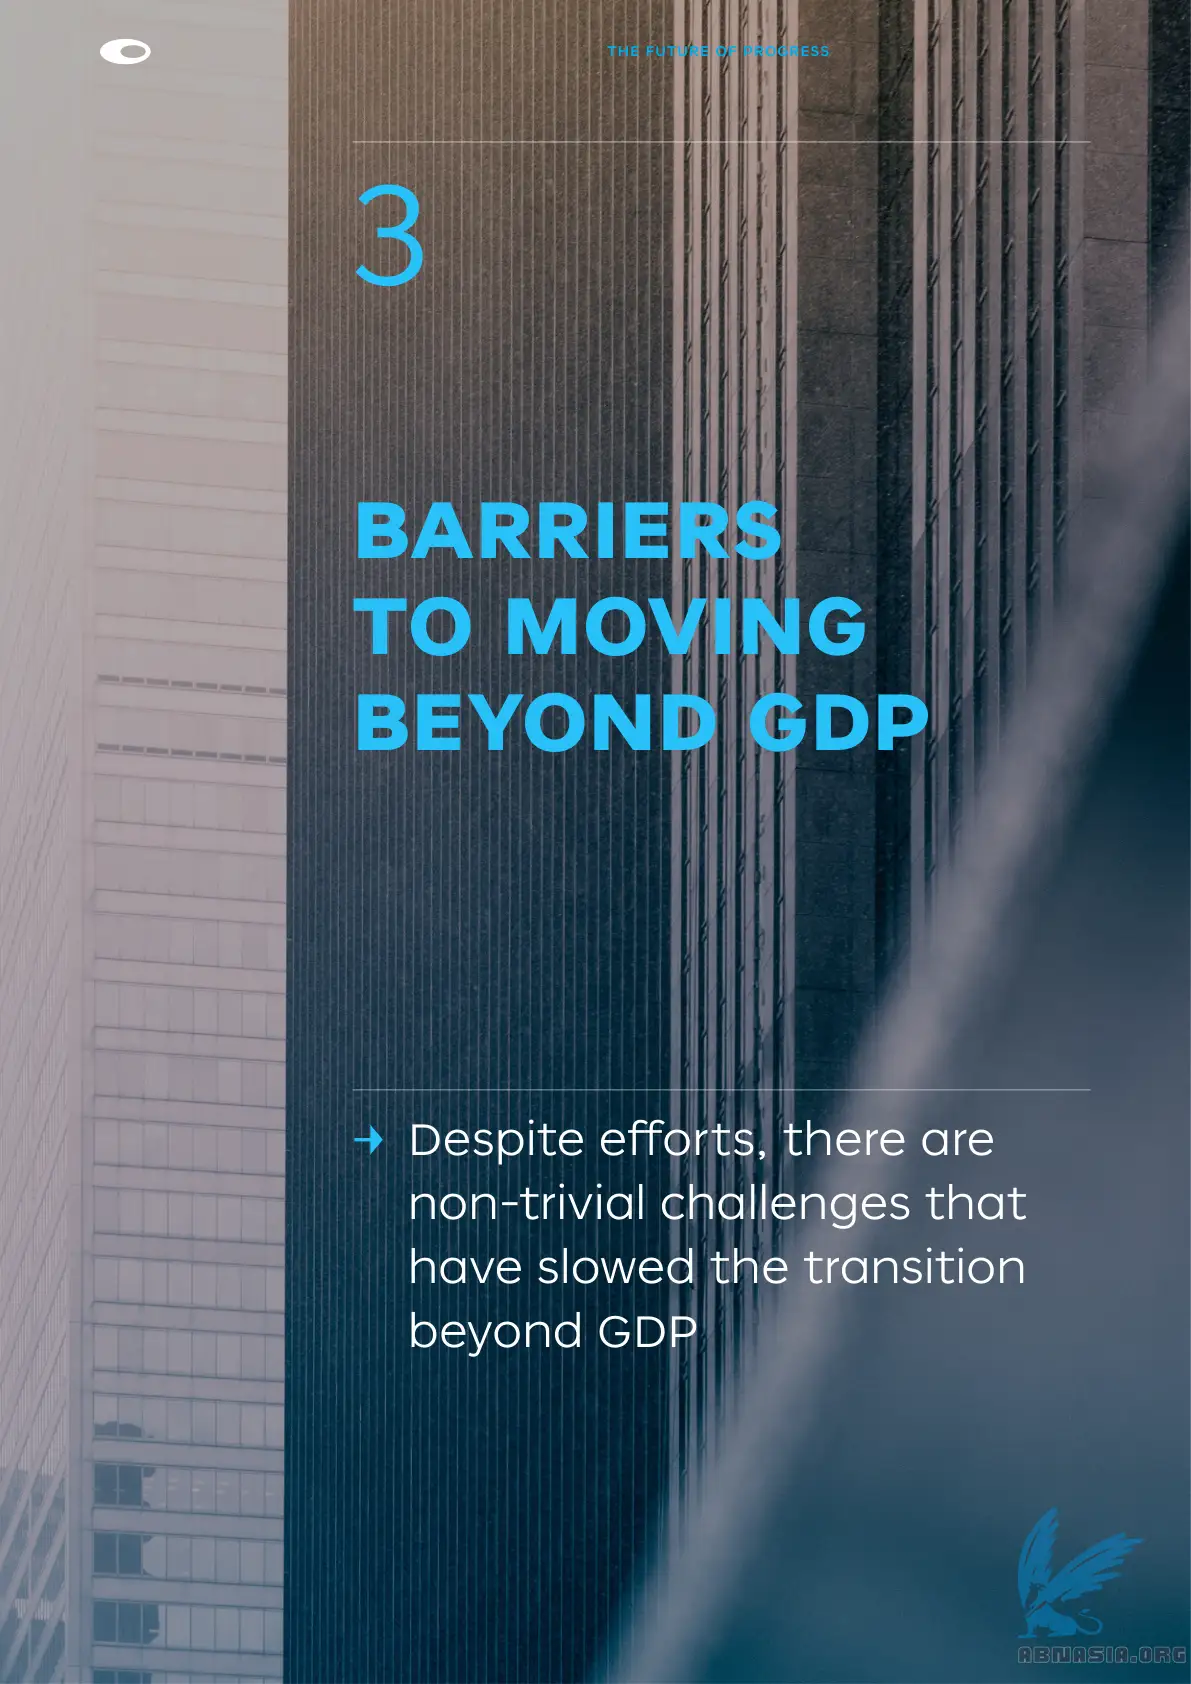 THE FUTURE OF PROGRESS
3
BARRIERS
TO MOVING
BEYOND GDP
Despite efforts, there are
non-trivial challenges that
have slowed the transition
beyond GDP
ABNASIA.ORG